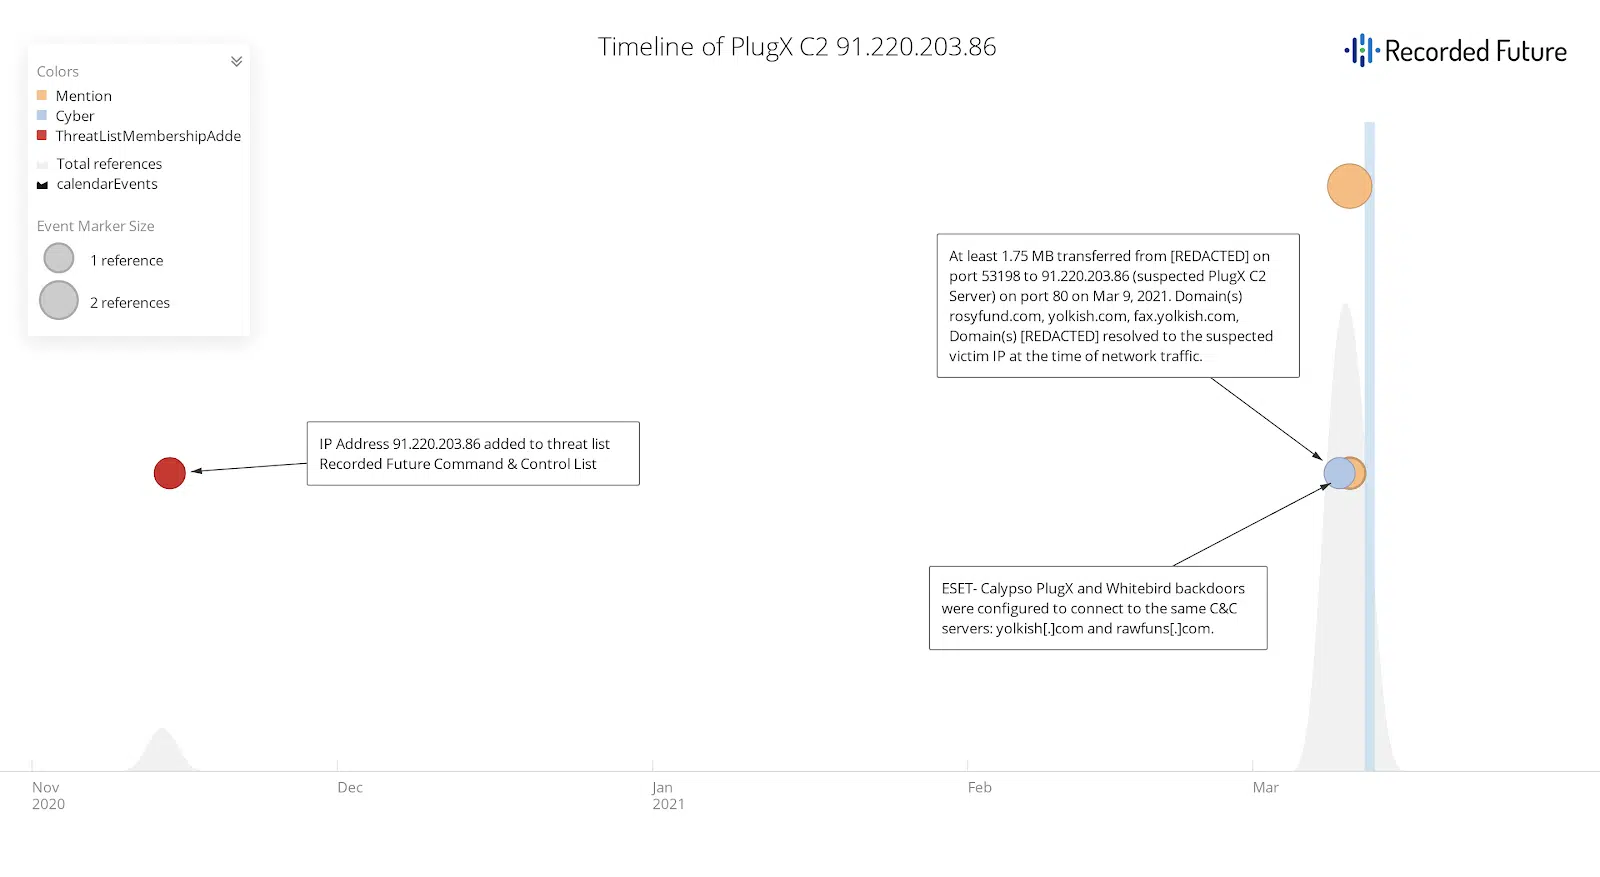 Timeline of PlugX C2 91.220.203.86
Recorded Future
Colors
Mention
Cyber
ThreatListMembershipAdde
Total references
calendarEvents
Event Marker Size
1 reference
2 references
At least 1.75 MB transferred from [REDACTED] on
port 53198 to 91.220.203.86 (suspected PlugX C2
Server) on port 80 on Mar 9, 2021. Domain(s)
rosyfund.com, yolkish.com, fax.yolkish.com,
Domain(s) [REDACTED] resolved to the suspected
victim IP at the time of network traffic.
IP Address 91.220.203.86 added to threat list
Recorded Future Command & Control List
ESET- Calypso PlugX and Whitebird backdoors
were configured to connect to the same C&C
servers: yolkish[.]com and rawfuns[.]com.
Nov
2020
Dec
Jan
2021
Feb
Mar